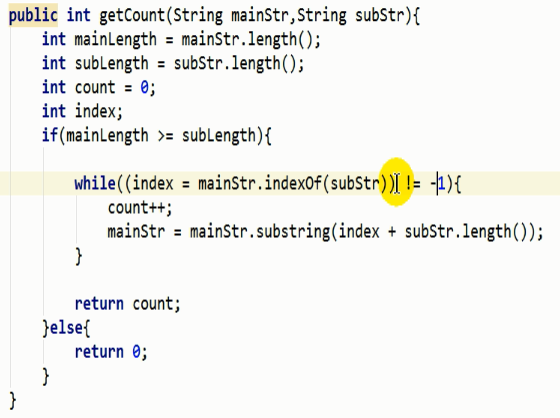 public int getCount(String mainStr,String subStr){
int mainLength = mainStr.length();
int subLength = subStr.length();
int count = 0;
int index;
if(mainLength >= subLength){
while((index = mainStr.indexOf(subStr)) != -1){
count++;
mainStr = mainStr.substring(index + subStr.length());
}
return count;
}else{
return 0;
}
}